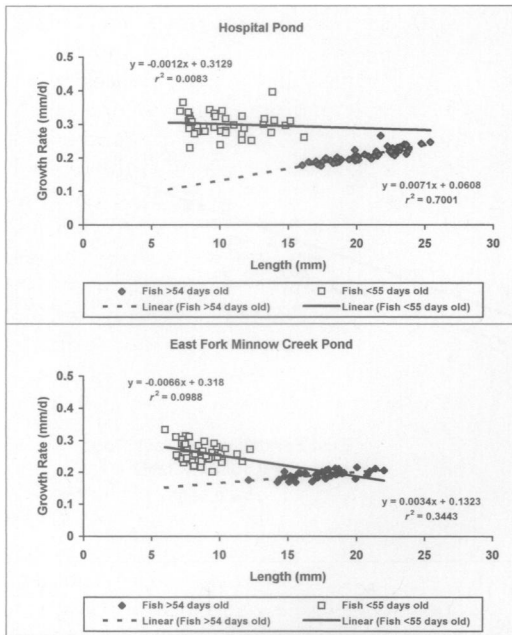 Hospital Pond
y = -0.0012x + 0.3129
r² = 0.0083
0.5
0.4
0.3
0.2
0.1
0
Growth Rate (mm/d)
0.0071x + 0.0608
r² = 0.7001
0 5 10 15 20 25 30
Length (mm)
Fish >54 days old Fish <55 days old
Linear (Fish >54 days old) Linear (Fish <55 days old)
East Fork Minnow Creek Pond
y = -0.0066x + 0.318
r² = 0.0988
0.5
0.4
0.3
0.2
0.1
0
Growth Rate (mm/d)
0.0034x + 0.1323
r² = 0.3443
0 5 10 15 20 25 30
Length (mm)
Fish >54 days old Fish <55 days old
Linear (Fish >54 days old) Linear (Fish <55 days old)